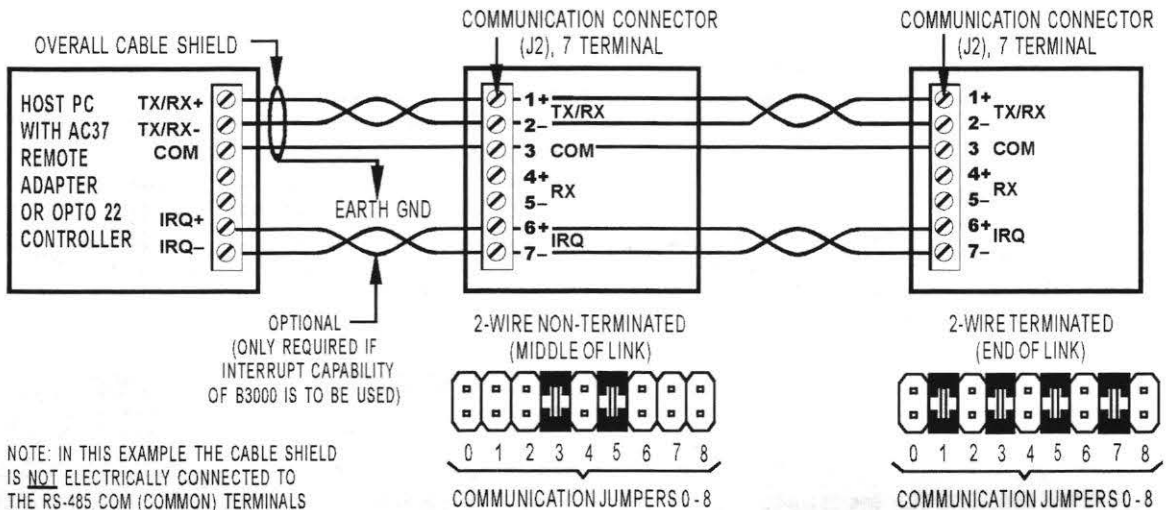 COMMUNICATION CONNECTOR
(J2), 7 TERMINAL
COMMUNICATION CONNECTOR
(J2), 7 TERMINAL
OVERALL CABLE SHIELD
HOST PC
WITH AC37
REMOTE
ADAPTER
OR OPTO 22
CONTROLLER
TX/RX+
TX/RX-
COM
IRQ+
IRQ–
EARTH GND
1+
2–
TX/RX
3 COM
4+
5–
RX
6+
7–
IRQ
1+
2–
TX/RX
3 COM
4+
5–
RX
6+
7–
IRQ
OPTIONAL
(ONLY REQUIRED IF
INTERRUPT CAPABILITY
OF B3000 IS TO BE USED)
2-WIRE NON-TERMINATED
(MIDDLE OF LINK)
0 1 2 3 4 5 6 7 8
COMMUNICATION JUMPERS 0 - 8
2-WIRE TERMINATED
(END OF LINK)
0 1 2 3 4 5 6 7 8
COMMUNICATION JUMPERS 0 - 8
NOTE: IN THIS EXAMPLE THE CABLE SHIELD
IS NOT ELECTRICALLY CONNECTED TO
THE RS-485 COM (COMMON) TERMINALS